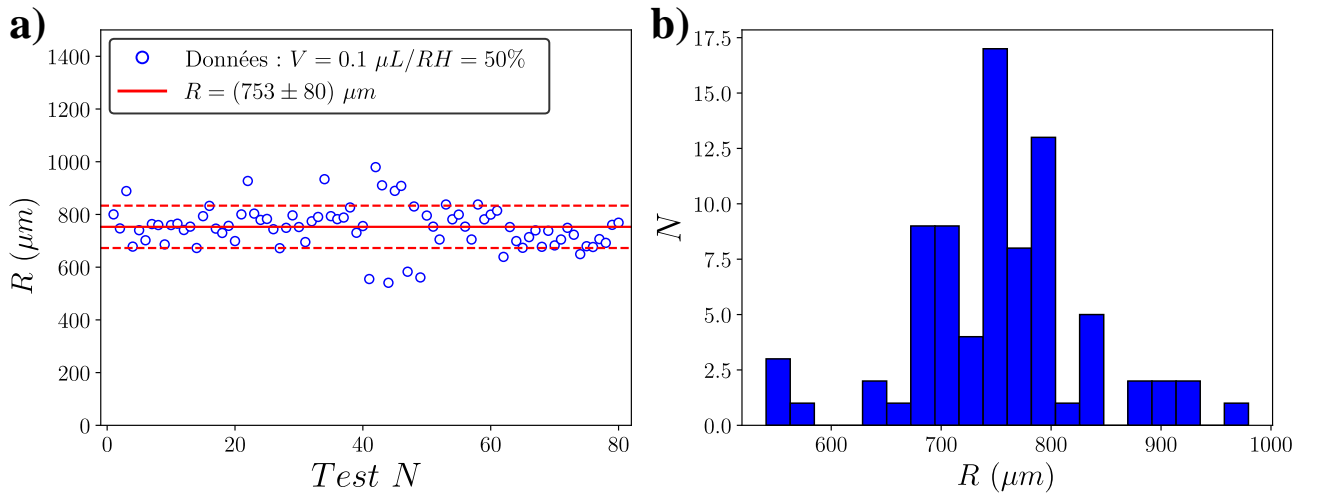 a)
Données : V = 0.1 μL/RH = 50%
R = (753 ± 80) μm
1400
1200
1000
800
600
400
200
0
R (μm)
0 20 40 60 80
Test N
b)
17.5
15.0
12.5
10.0
7.5
5.0
2.5
0.0
N
600 700 800 900 1000
R (μm)